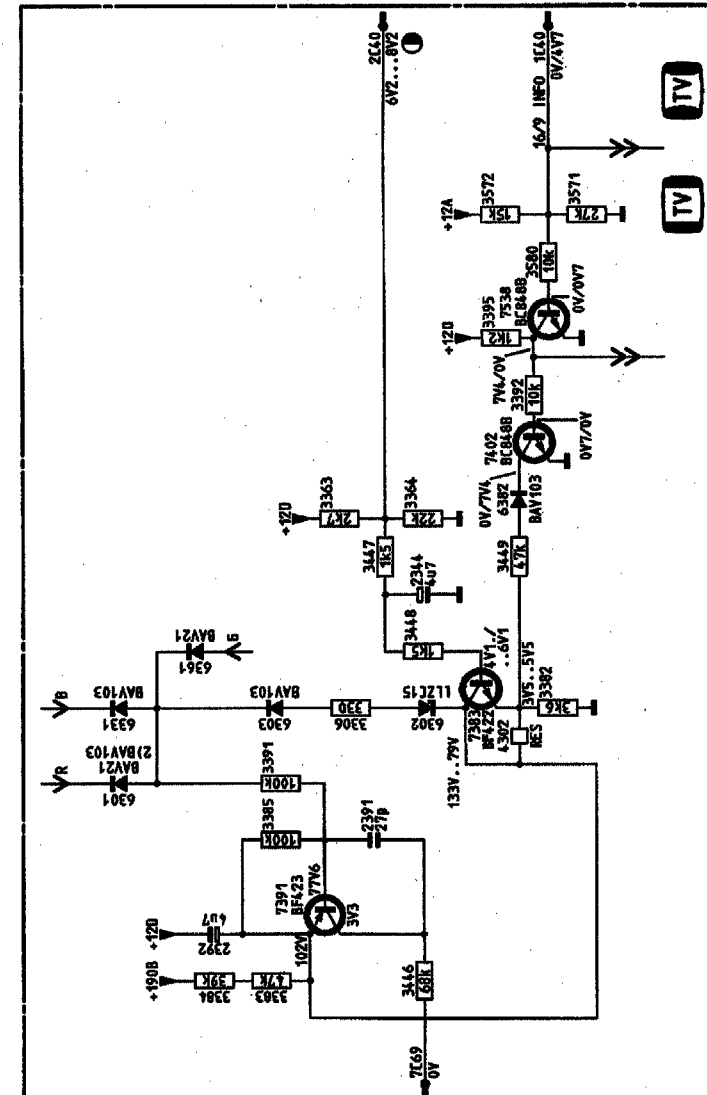 2C40
6V2...8V2
16/9 INFO 1C40
0V/4V7
TV
TV
+12A
3572
15k
3571
27k
3580
10k
7538
BC848B
0V/0V7
+12D
3395
1k2
7V4/0V
3392
10k
7402
BC848B
0V7/0V
0V/7V4
6382
BAV103
3449
47k
+12D
3363
2k7
3364
22k
3447
1k5
2344
4u7
3448
1k5
4V1./
..6V1
7383
BF422
4302
RES
3V5..5V5
3382
3k6
133V..79V
G
BAV21
6361
B
BAV103
6331
R
2)BAV103
BAV21
6301
BAV103
6303
330
3306
LLZC15
6302
3391
100k
3385
100k
2391
27p
7391
BF423
77V6
3V3
102V
+12D
4u7
2392
+190B
39k
3384
47k
3383
3446
68k
7C69
0V